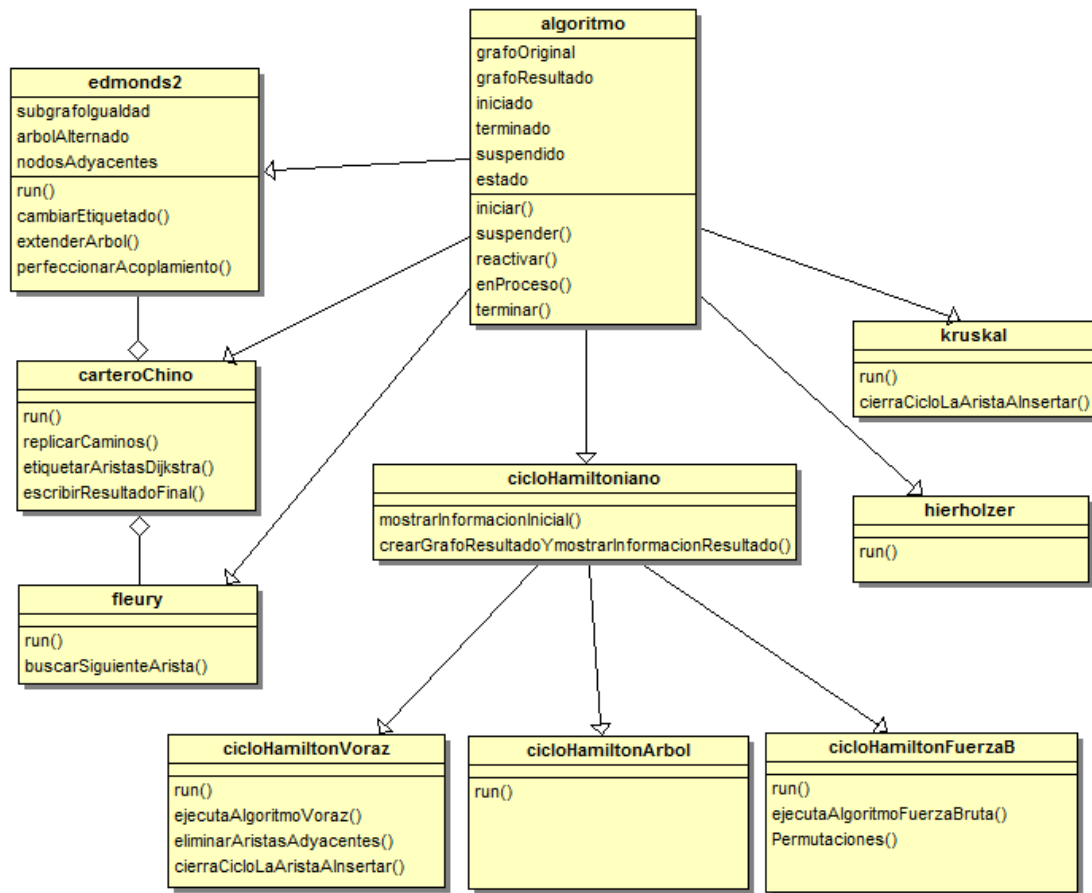 algoritmo
grafoOriginal
grafoResultado
iniciado
terminado
suspendido
estado
iniciar()
suspender()
reactivar()
enProceso()
terminar()
edmonds2
subgrafoIgualdad
arbolAlternado
nodosAdyacentes
run()
cambiarEtiquetado()
extenderArbol()
perfeccionarAcoplamiento()
carteroChino
run()
replicarCaminos()
etiquetarAristasDijkstra()
escribirResultadoFinal()
kruskal
run()
cierraCicloLaAristaAInsertar()
cicloHamiltoniano
mostrarInformacionInicial()
crearGrafoResultadoYmostrarInformacionResultado()
hierholzer
run()
fleury
run()
buscarSiguienteArista()
cicloHamiltonVoraz
run()
ejecutaAlgoritmoVoraz()
eliminarAristasAdyacentes()
cierraCicloLaAristaAInsertar()
cicloHamiltonArbol
run()
cicloHamiltonFuerzaB
run()
ejecutaAlgoritmoFuerzaBruta()
Permutaciones()